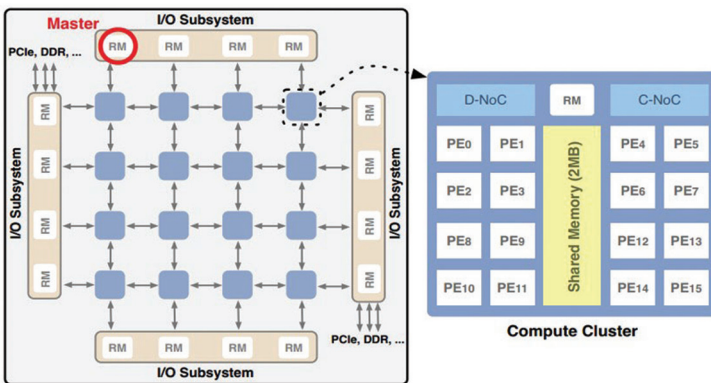 Master
I/O Subsystem
RM RM RM RM
PCIe, DDR, ...
RM
RM
RM
RM
I/O Subsystem
RM
RM
RM
RM
I/O Subsystem
PCIe, DDR, ...
RM RM RM RM
I/O Subsystem
D-NoC RM C-NoC
PE0 PE1 PE4 PE5
PE2 PE3 PE6 PE7
PE8 PE9 PE12 PE13
PE10 PE11 PE14 PE15
Shared Memory (2MB)
Compute Cluster